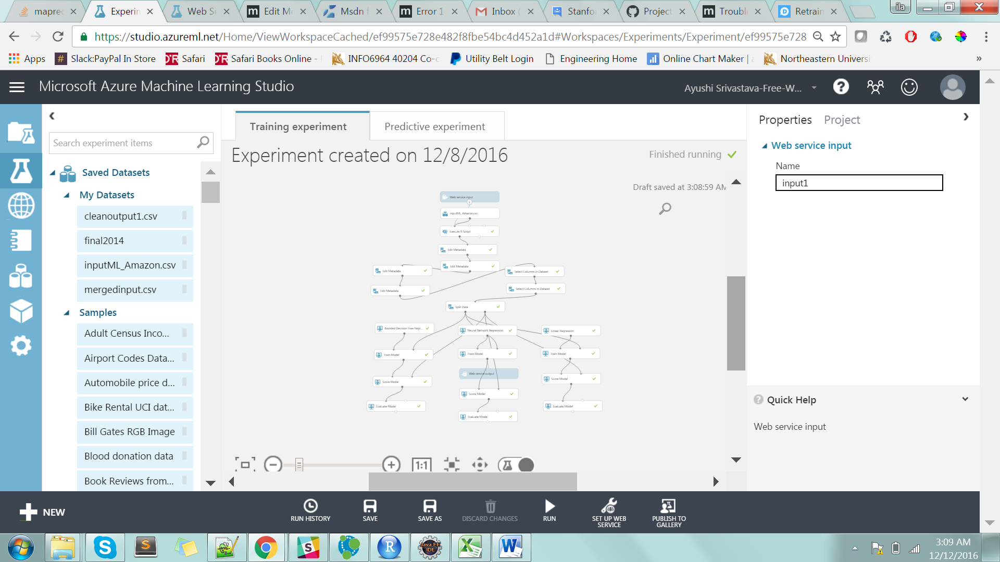 mapred
Experim
Web Se
Edit Me
Msdn f
Error 1
Inbox (
Stanfo
Project
Troubl
Retrain
ila
https://studio.azureml.net/Home/ViewWorkspaceCached/ef99575e728e482f8fbe54bc4d452a1d#Workspaces/Experiments/Experiment/ef99575e728
Apps
Slack:PayPal In Store
Safari
Safari Books Online -
INFO6964 40204 Co-c
Utility Belt Login
Engineering Home
Online Chart Maker |
Northeastern Universi
»
Microsoft Azure Machine Learning Studio
Ayushi Srivastava-Free-W...
Search experiment items
Saved Datasets
My Datasets
cleanoutput1.csv
final2014
inputML_Amazon.csv
mergedinput.csv
Samples
Adult Census Inco...
Airport Codes Data...
Automobile price d...
Bike Rental UCI dat...
Bill Gates RGB Image
Blood donation data
Book Reviews from...
Training experiment
Predictive experiment
Experiment created on 12/8/2016
Finished running
Draft saved at 3:08:59 AM
Web service input
inputML_Amazon.csv
Execute R Script
Edit Metadata
Edit Metadata
Edit Metadata
Select Columns in Dataset
Edit Metadata
Select Columns in Dataset
Split Data
Boosted Decision Tree Regr...
Neural Network Regression
Linear Regression
Train Model
Train Model
Train Model
Web service output
Score Model
Score Model
Score Model
Evaluate Model
Evaluate Model
Evaluate Model
1:1
Properties
Project
Web service input
Name
input1
Quick Help
Web service input
NEW
RUN HISTORY
SAVE
SAVE AS
DISCARD CHANGES
RUN
SET UP WEB
SERVICE
PUBLISH TO
GALLERY
Java EE
IDE
3:09 AM
12/12/2016